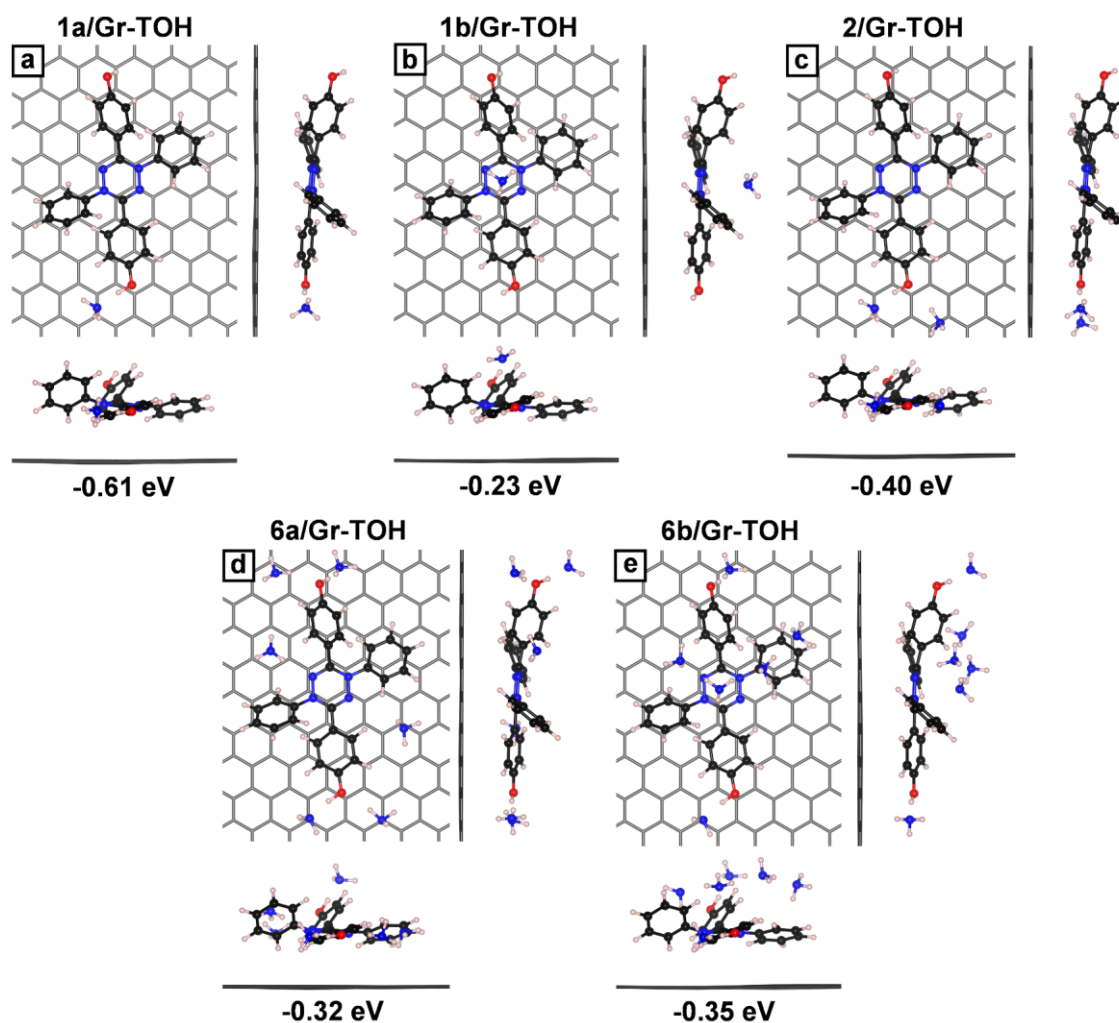 1a/Gr-TOH
1b/Gr-TOH
2/Gr-TOH
a
b
c
-0.61 eV
-0.23 eV
-0.40 eV
6a/Gr-TOH
6b/Gr-TOH
d
e
-0.32 eV
-0.35 eV